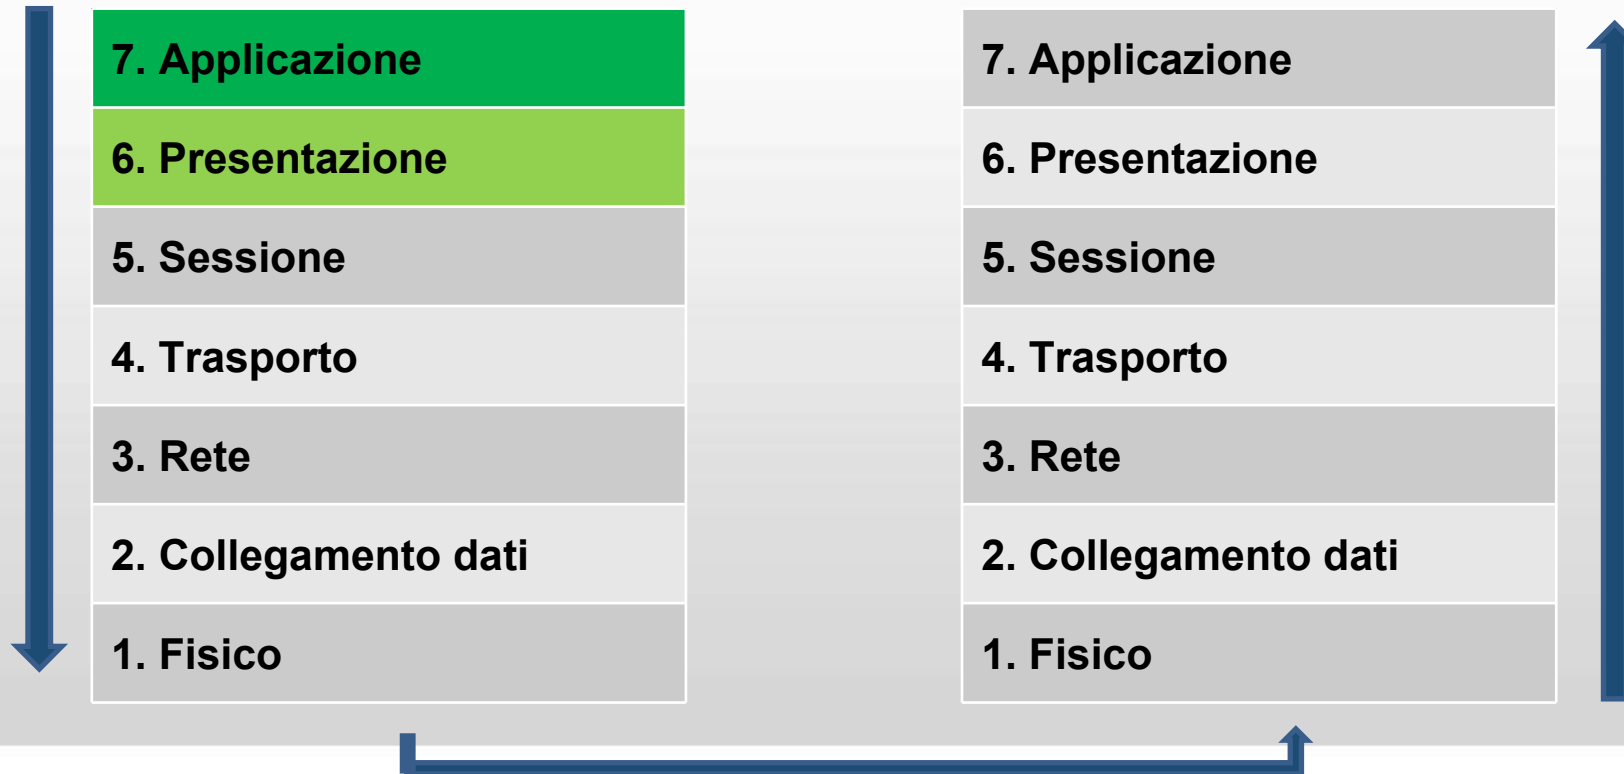 7. Applicazione
6. Presentazione
5. Sessione
4. Trasporto
3. Rete
2. Collegamento dati
1. Fisico
7. Applicazione
6. Presentazione
5. Sessione
4. Trasporto
3. Rete
2. Collegamento dati
1. Fisico